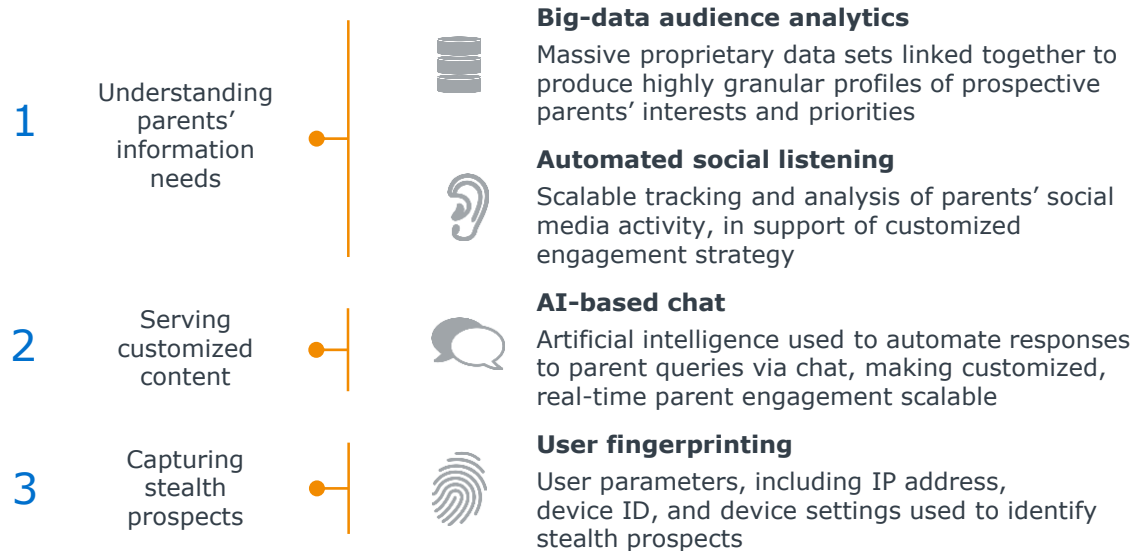 1
Understanding
parents’
information
needs
Big-data audience analytics
Massive proprietary data sets linked together to
produce highly granular profiles of prospective
parents’ interests and priorities
Automated social listening
Scalable tracking and analysis of parents’ social
media activity, in support of customized
engagement strategy
2
Serving
customized
content
AI-based chat
Artificial intelligence used to automate responses
to parent queries via chat, making customized,
real-time parent engagement scalable
3
Capturing
stealth
prospects
User fingerprinting
User parameters, including IP address,
device ID, and device settings used to identify
stealth prospects